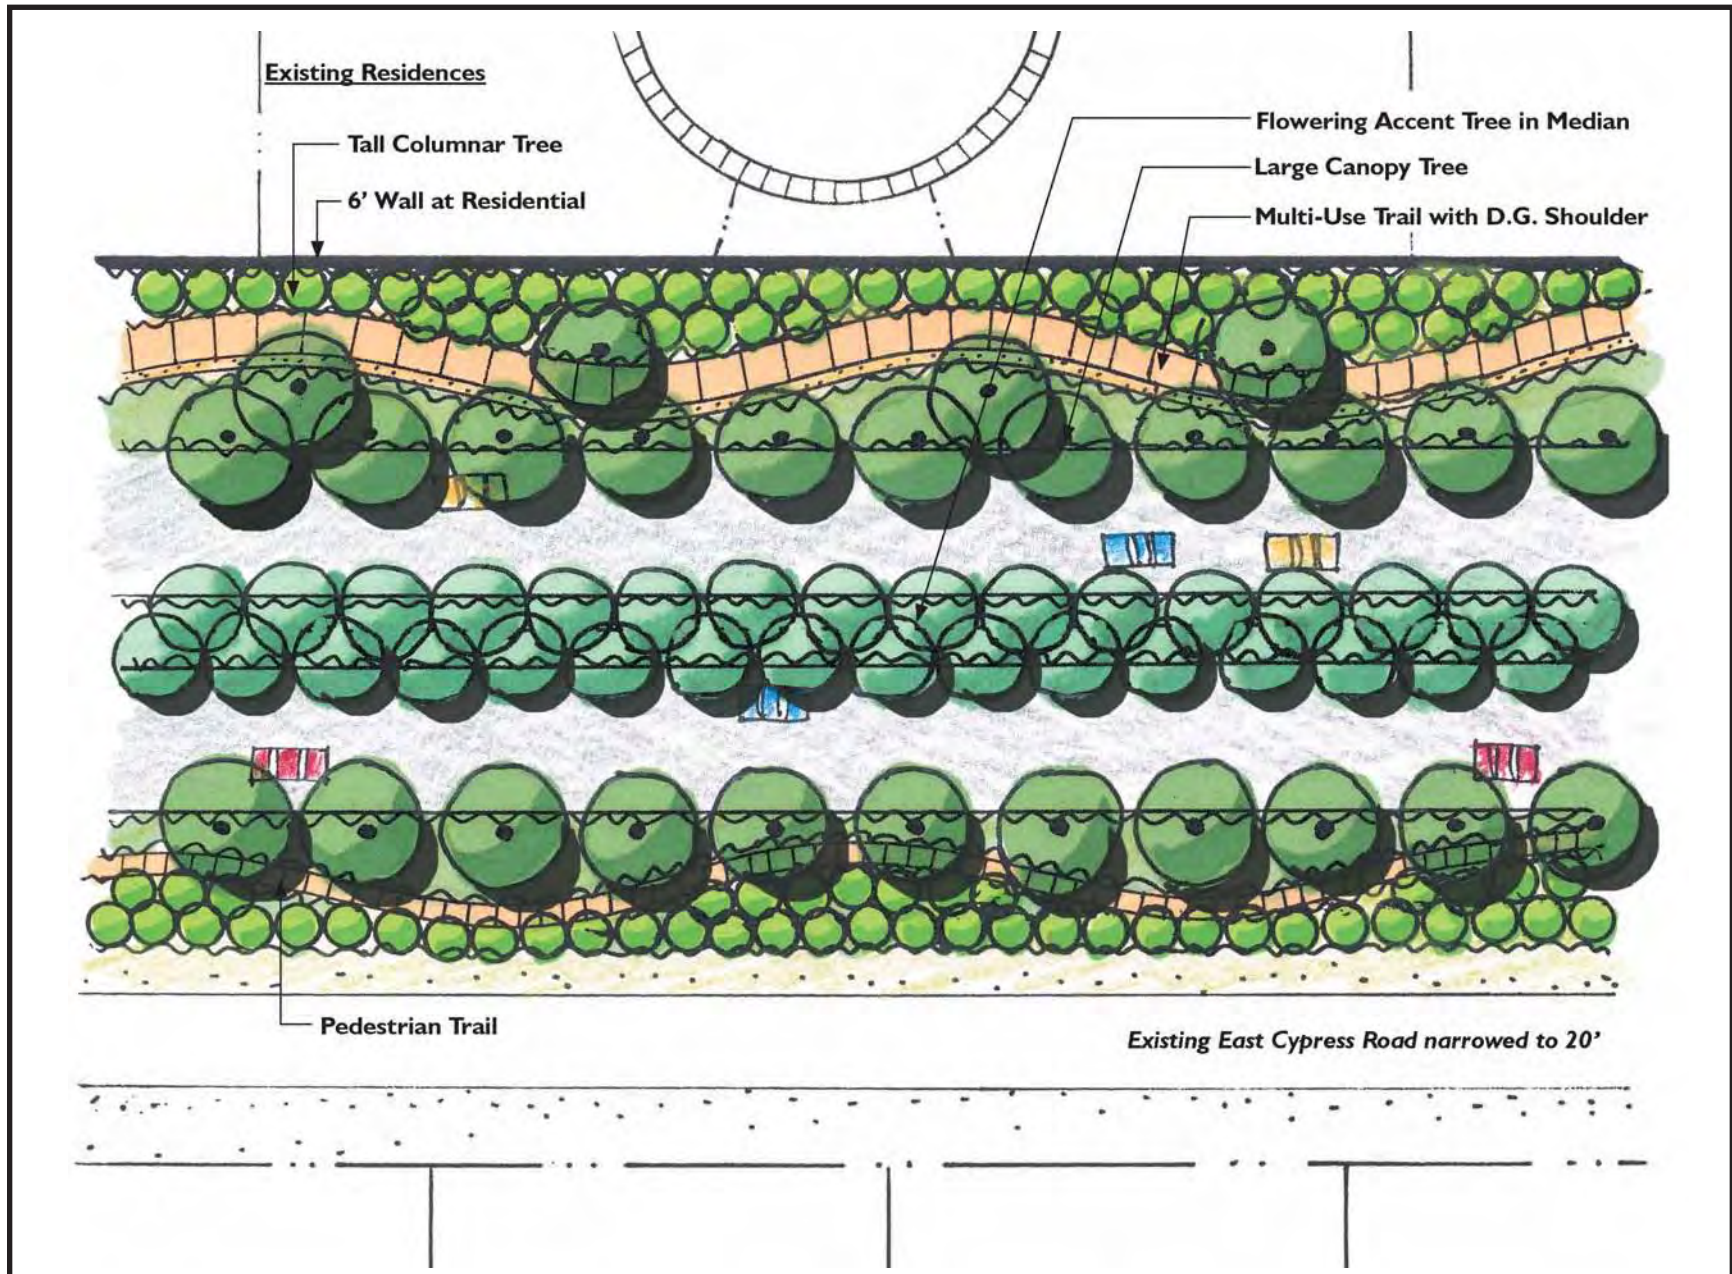 Existing Residences
Tall Columnar Tree
6’ Wall at Residential
Flowering Accent Tree in Median
Large Canopy Tree
Multi-Use Trail with D.G. Shoulder
Pedestrian Trail
Existing East Cypress Road narrowed to 20’